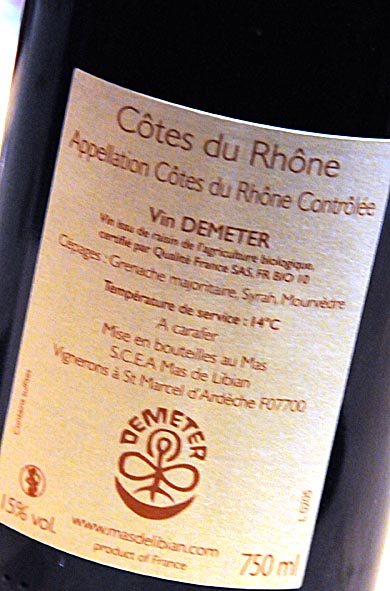 Côtes du Rhône
Appellation Côtes du Rhône Contrôlée
Vin DEMETER
Vin issu de raisin de l'agriculture biologique,
certifié par Qualité France SAS, FR BIO 10
Cépages : Grenache majoritaire, Syrah, Mourvèdre
Température de service : 14°C
A carafer
Mise en bouteilles au Mas
S.C.E.A Mas de Libian
Vignerons à St Marcel d'Ardèche F07700
DEMETER
Contains sulfites
L 02/05
15% vol.
www.masdelibian.com
product of France
750 ml